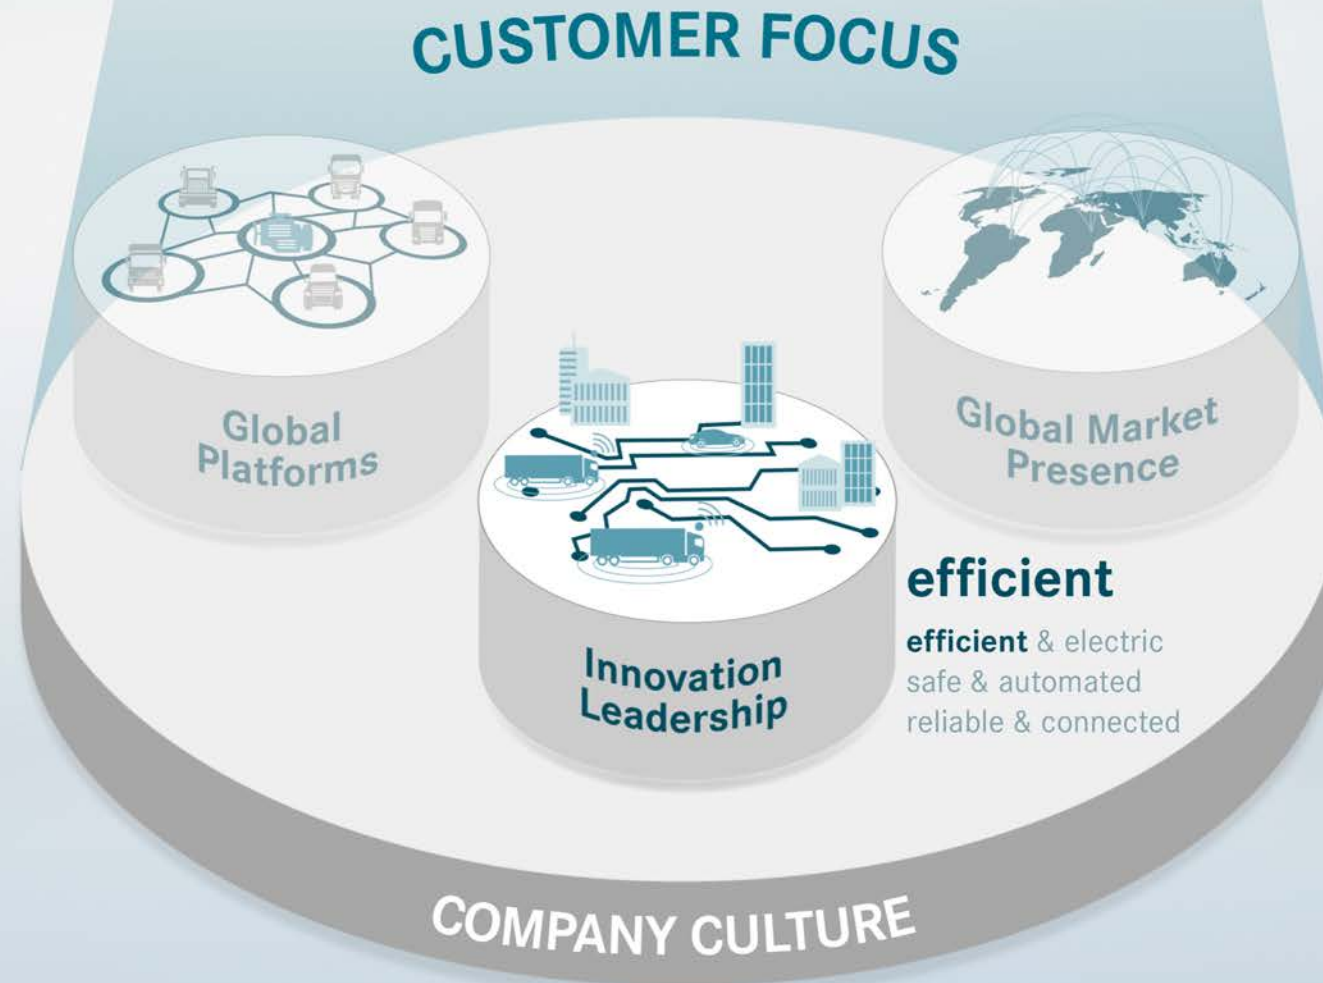 CUSTOMER FOCUS
Global
Platforms
Global Market
Presence
Innovation
Leadership
efficient
efficient & electric
safe & automated
reliable & connected
COMPANY CULTURE